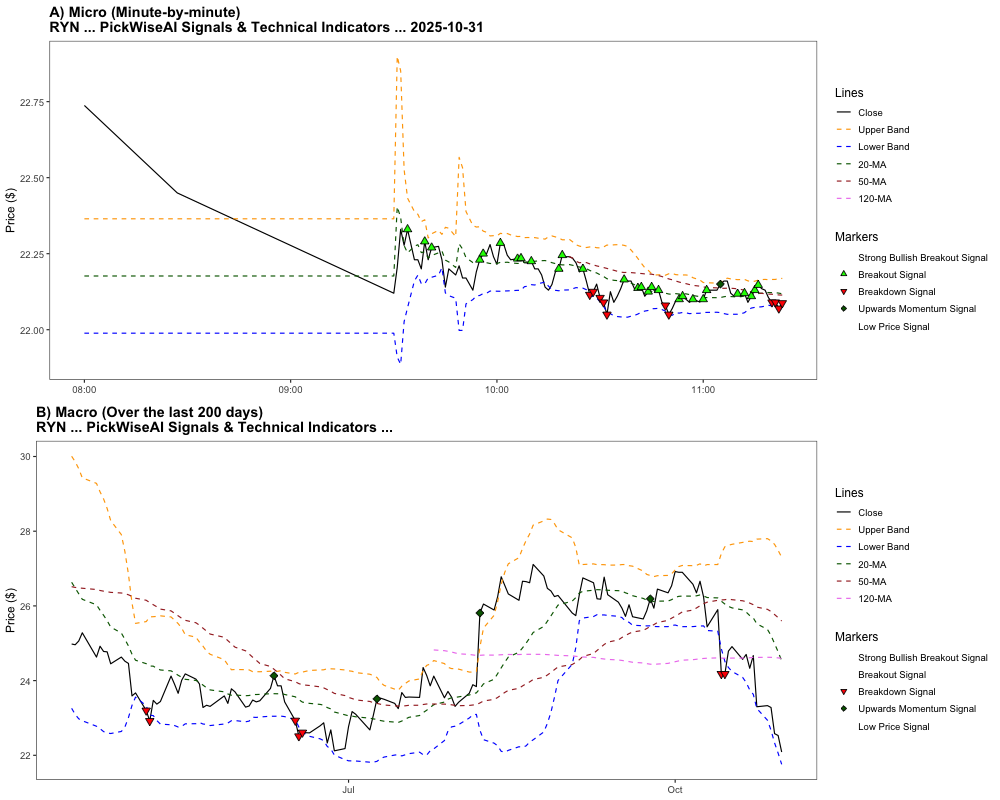 A) Micro (Minute-by-minute)
RYN ... PickWiseAI Signals & Technical Indicators ... 2025-10-31
Price ($)
22.75
22.50
22.25
22.00
08:00
09:00
10:00
11:00
Lines
Close
Upper Band
Lower Band
20-MA
50-MA
120-MA
Markers
Strong Bullish Breakout Signal
Breakout Signal
Breakdown Signal
Upwards Momentum Signal
Low Price Signal
B) Macro (Over the last 200 days)
RYN ... PickWiseAI Signals & Technical Indicators ...
Price ($)
30
28
26
24
22
Jul
Oct
Lines
Close
Upper Band
Lower Band
20-MA
50-MA
120-MA
Markers
Strong Bullish Breakout Signal
Breakout Signal
Breakdown Signal
Upwards Momentum Signal
Low Price Signal